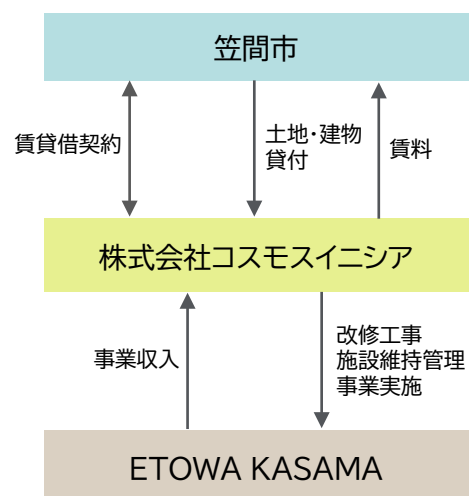 笠間市
賃貸借契約
土地・建物
貸付
賃料
株式会社コスモスイニシア
事業収入
改修工事
施設維持管理
事業実施
ETOWA KASAMA